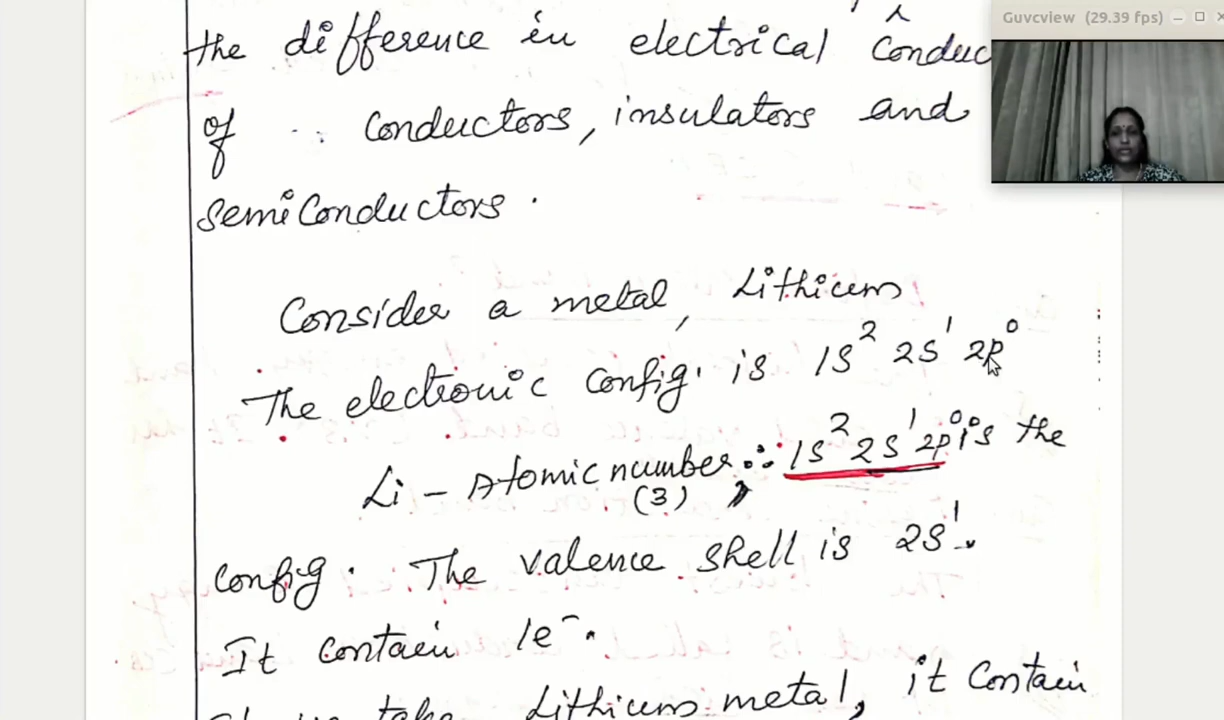 Guvcview (29.39 fps)
the difference in electrical Conduc
of conductors, insulators and
semiConductors.
Consider a metal, Lithium
The electronic config. is 1s² 2s¹ 2p⁰
Li - Atomic number, ∴ 1s² 2s¹ 2p⁰ is the
(3)
config. The valence shell is 2s¹.
It contain 1e⁻.
take Lithium metal, it contain